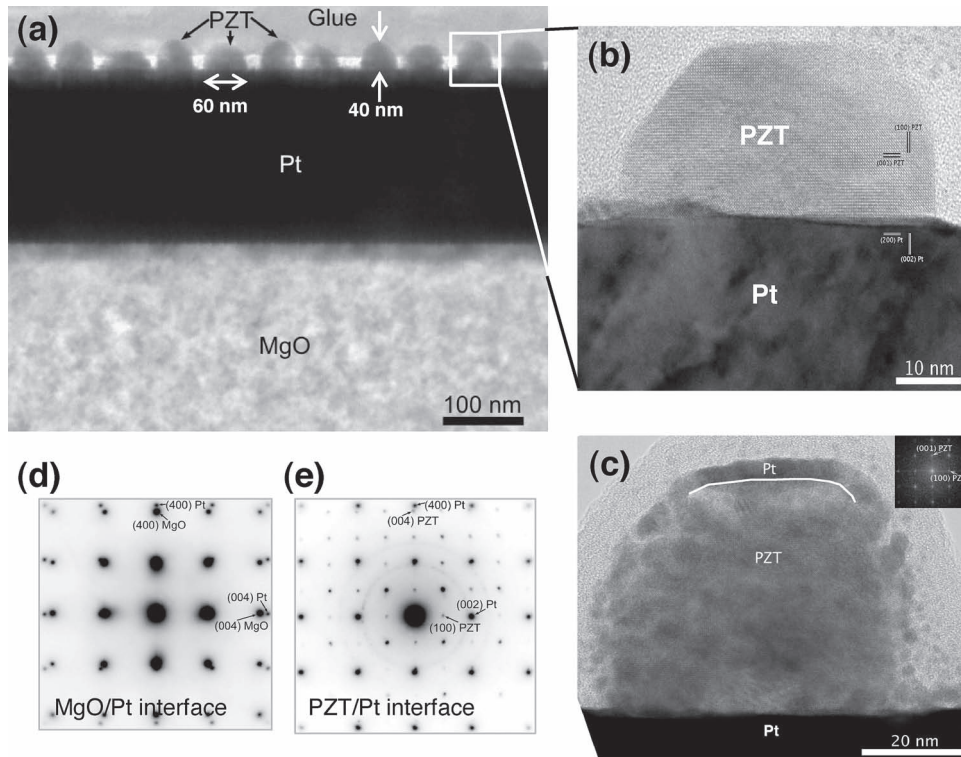 (a)
PZT
Glue
60 nm
40 nm
Pt
MgO
100 nm
(b)
PZT
(100) PZT
(001) PZT
(200) Pt
(002) Pt
Pt
10 nm
(d)
(400) Pt
(400) MgO
(004) Pt
(004) MgO
MgO/Pt interface
(e)
(400) Pt
(004) PZT
(002) Pt
(100) PZT
PZT/Pt interface
(c)
Pt
(001) PZT
(100) PZ
PZT
Pt
20 nm